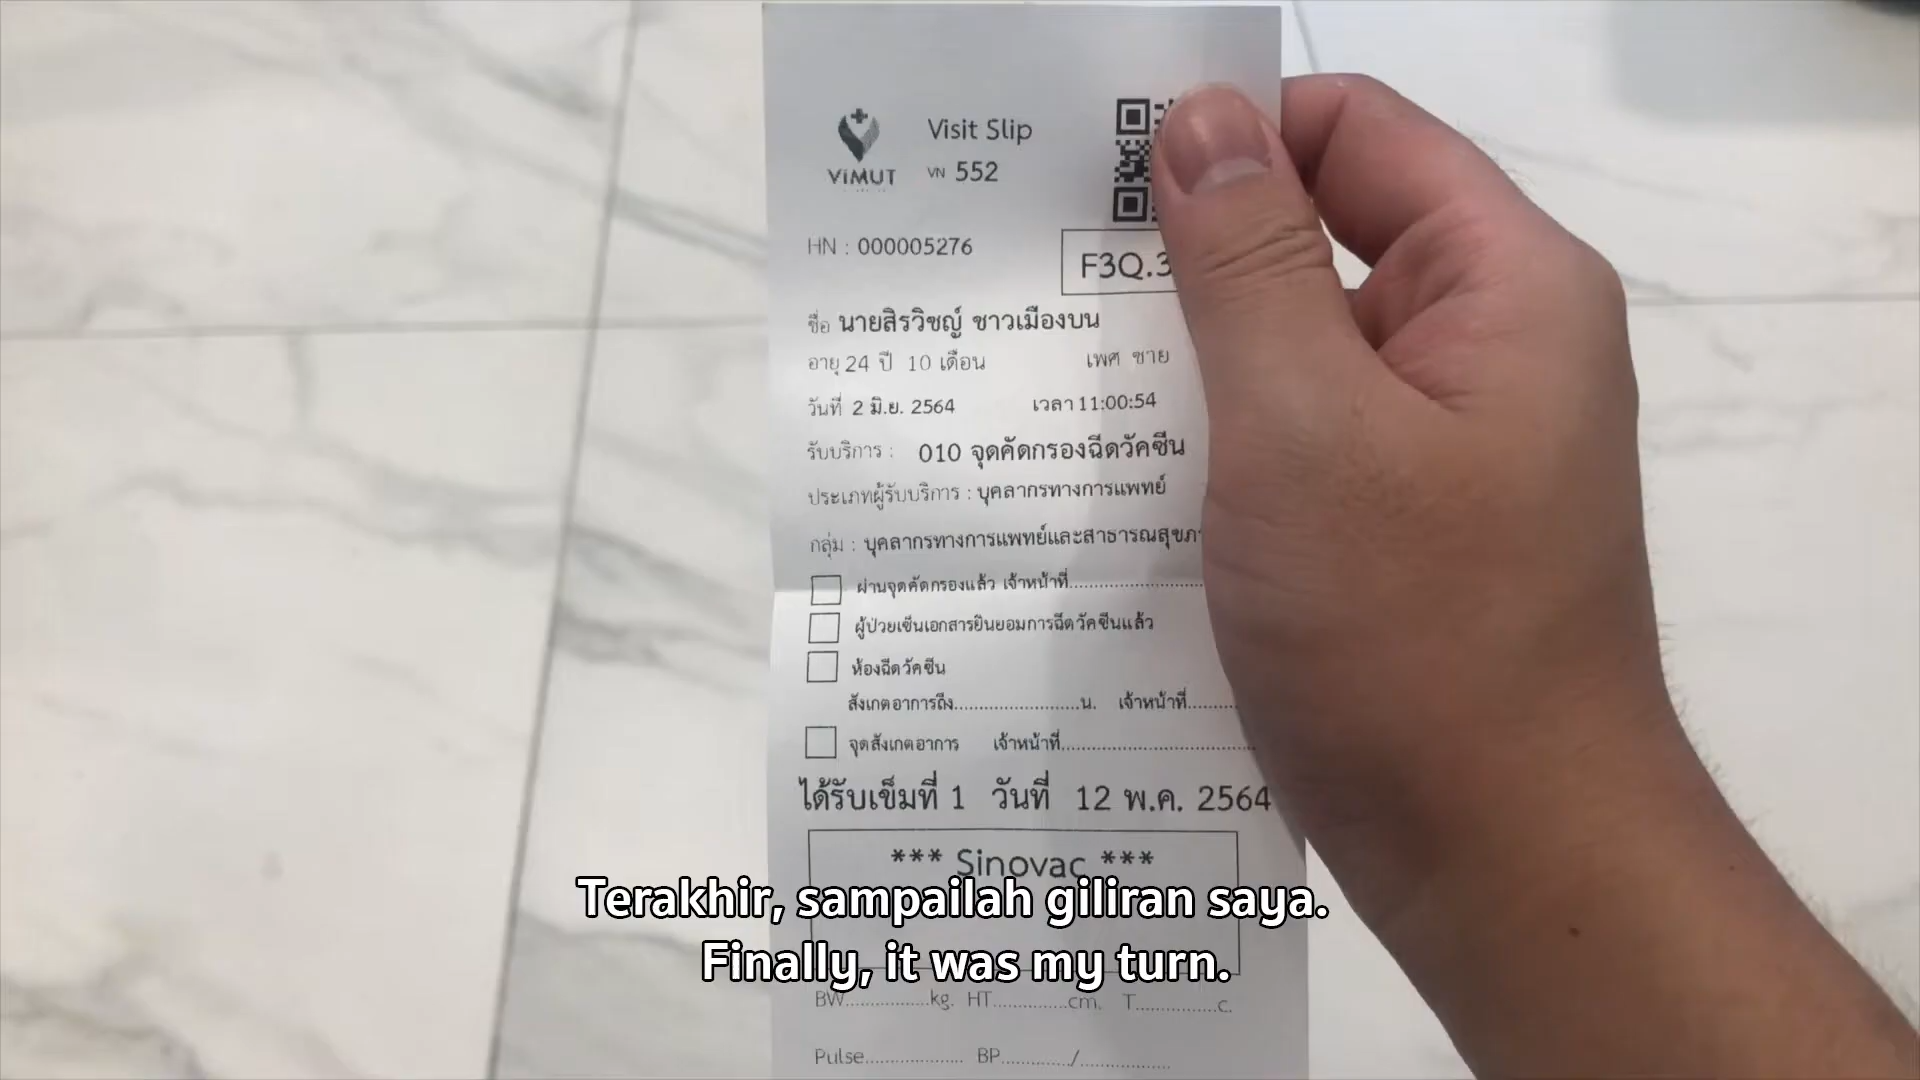 Visit Slip
VN 552
ViMUT
HN : 000005276
F3Q.3
ชื่อ นายสิรวิชญ์ ชาวเมืองบน
อายุ 24 ปี 10 เดือน เพศ ชาย
วันที่ 2 มิ.ย. 2564 เวลา 11:00:54
รับบริการ : 010 จุดคัดกรองฉีดวัคซีน
ประเภทผู้รับบริการ : บุคลากรทางการแพทย์
กลุ่ม : บุคลากรทางการแพทย์และสาธารณสุขภา
ผ่านจุดคัดกรองแล้ว เจ้าหน้าที่....................
ผู้ป่วยเซ็นเอกสารยินยอมการฉีดวัคซีนแล้ว
ห้องฉีดวัคซีน
สังเกตอาการถึง....................น. เจ้าหน้าที่.........
จุดสังเกตอาการ เจ้าหน้าที่..............................
ได้รับเข็มที่ 1 วันที่ 12 พ.ค. 2564
*** Sinovac ***
Terakhir, sampailah giliran saya.
Finally, it was my turn.
BW..............kg. HT............cm. T.............c.
Pulse................... BP.........../...............